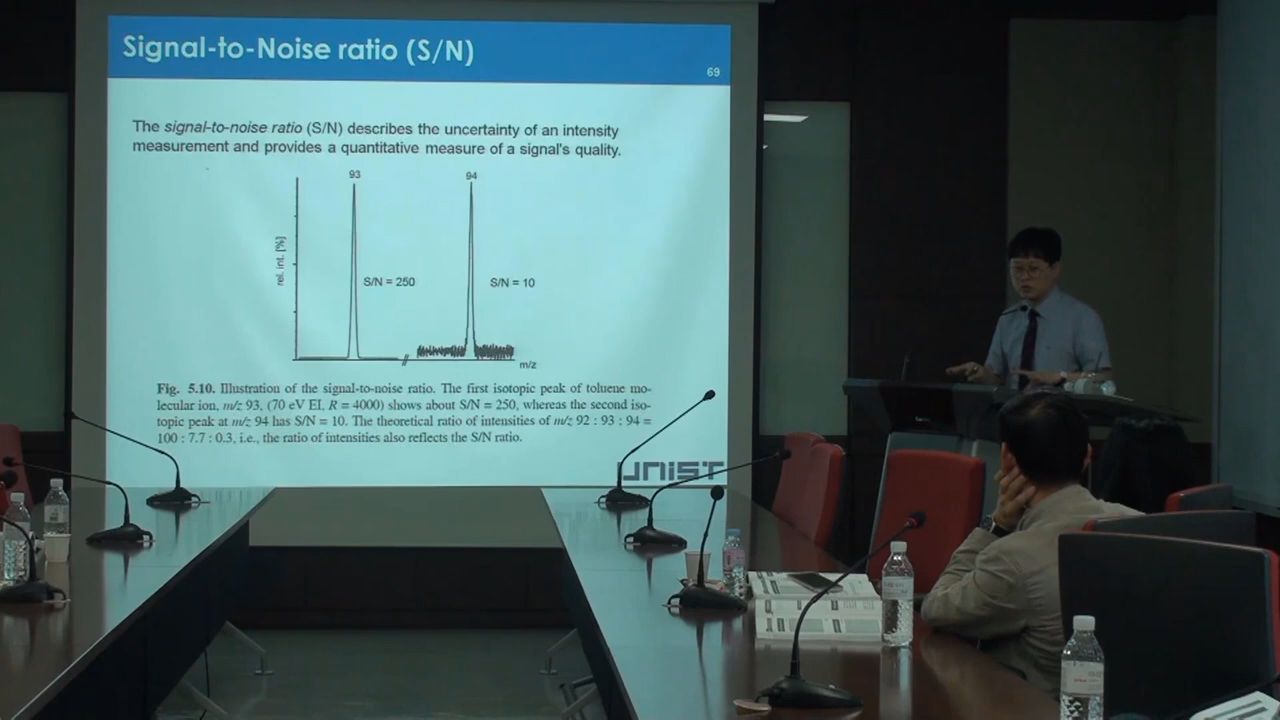 Signal-to-Noise ratio (S/N)
69
The signal-to-noise ratio (S/N) describes the uncertainty of an intensity
measurement and provides a quantitative measure of a signal's quality.
93
94
rel. int. [%]
S/N = 250
S/N = 10
m/z
Fig. 5.10. Illustration of the signal-to-noise ratio. The first isotopic peak of toluene mo-
lecular ion, m/z 93, (70 eV EI, R = 4000) shows about S/N = 250, whereas the second iso-
topic peak at m/z 94 has S/N = 10. The theoretical ratio of intensities of m/z 92 : 93 : 94 =
100 : 7.7 : 0.3, i.e., the ratio of intensities also reflects the S/N ratio.
UNIST